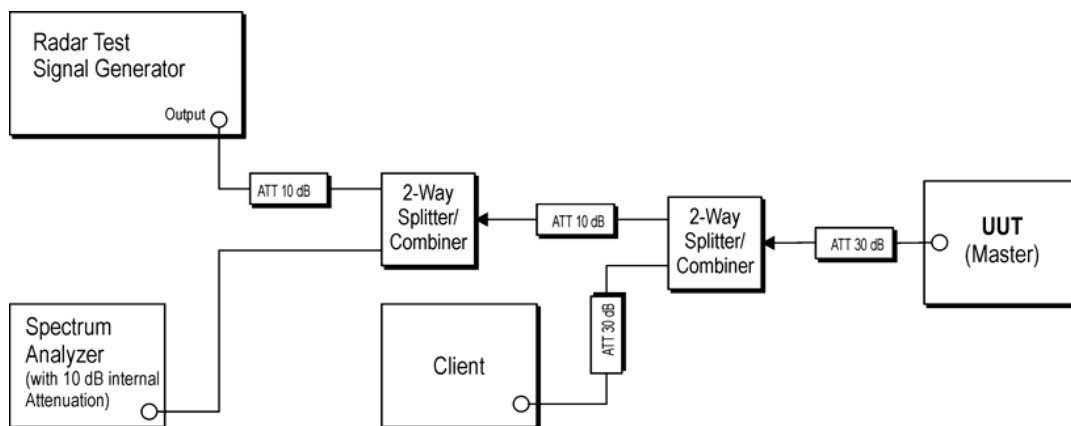 Radar Test
Signal Generator
Output
ATT 10 dB
2-Way
Splitter/
Combiner
ATT 10 dB
2-Way
Splitter/
Combiner
ATT 30 dB
UUT
(Master)
Spectrum
Analyzer
(with 10 dB internal
Attenuation)
Client
ATT 30 dB